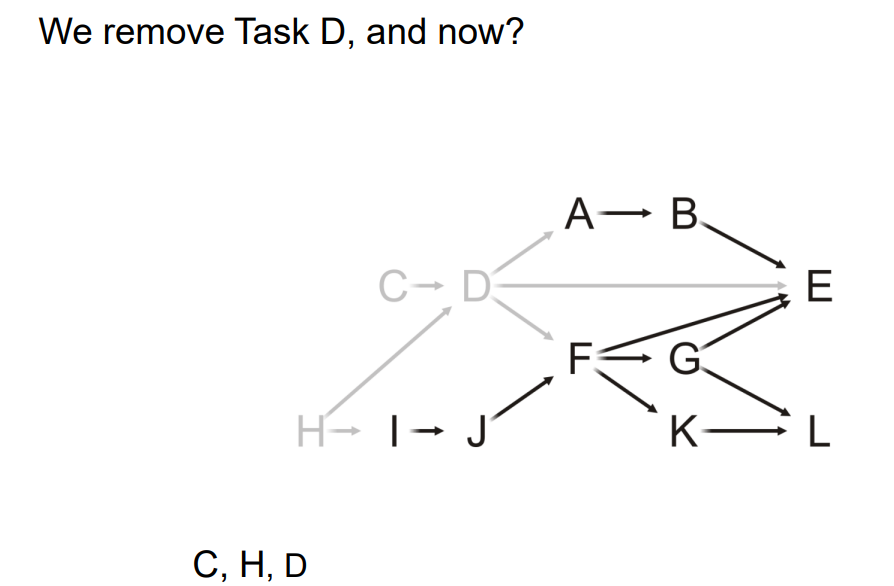 We remove Task D, and now?
A B
C D E
F G
H I J K L
C, H, D